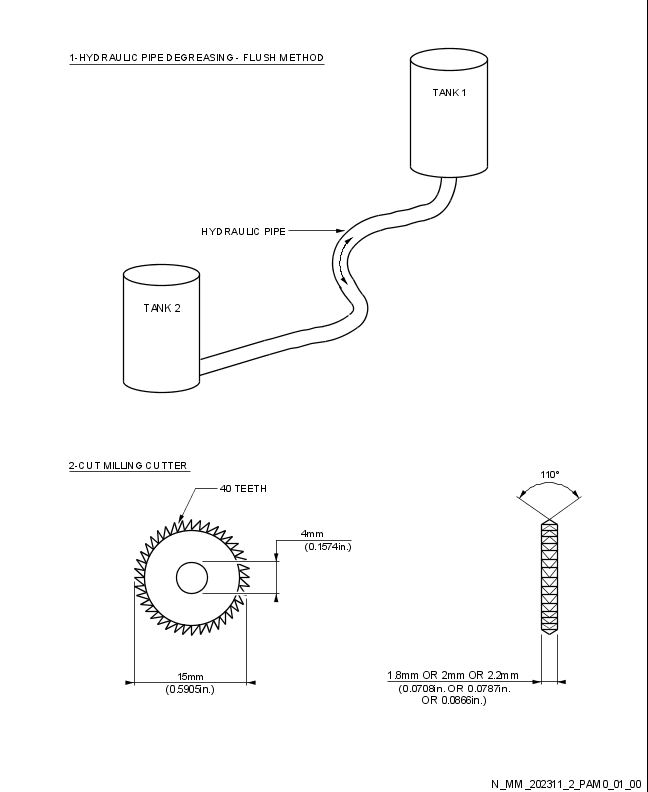 1-HYDRAULIC PIPE DEGREASING - FLUSH METHOD
TANK 1
HYDRAULIC PIPE
TANK 2
2-CUT MILLING CUTTER
40 TEETH
110°
4mm
(0.1574in.)
15mm
(0.5905in.)
1.8mm OR 2mm OR 2.2mm
(0.0708in. OR 0.0787in.
OR 0.0866in.)
N_MM_202311_2_PAM0_01_00